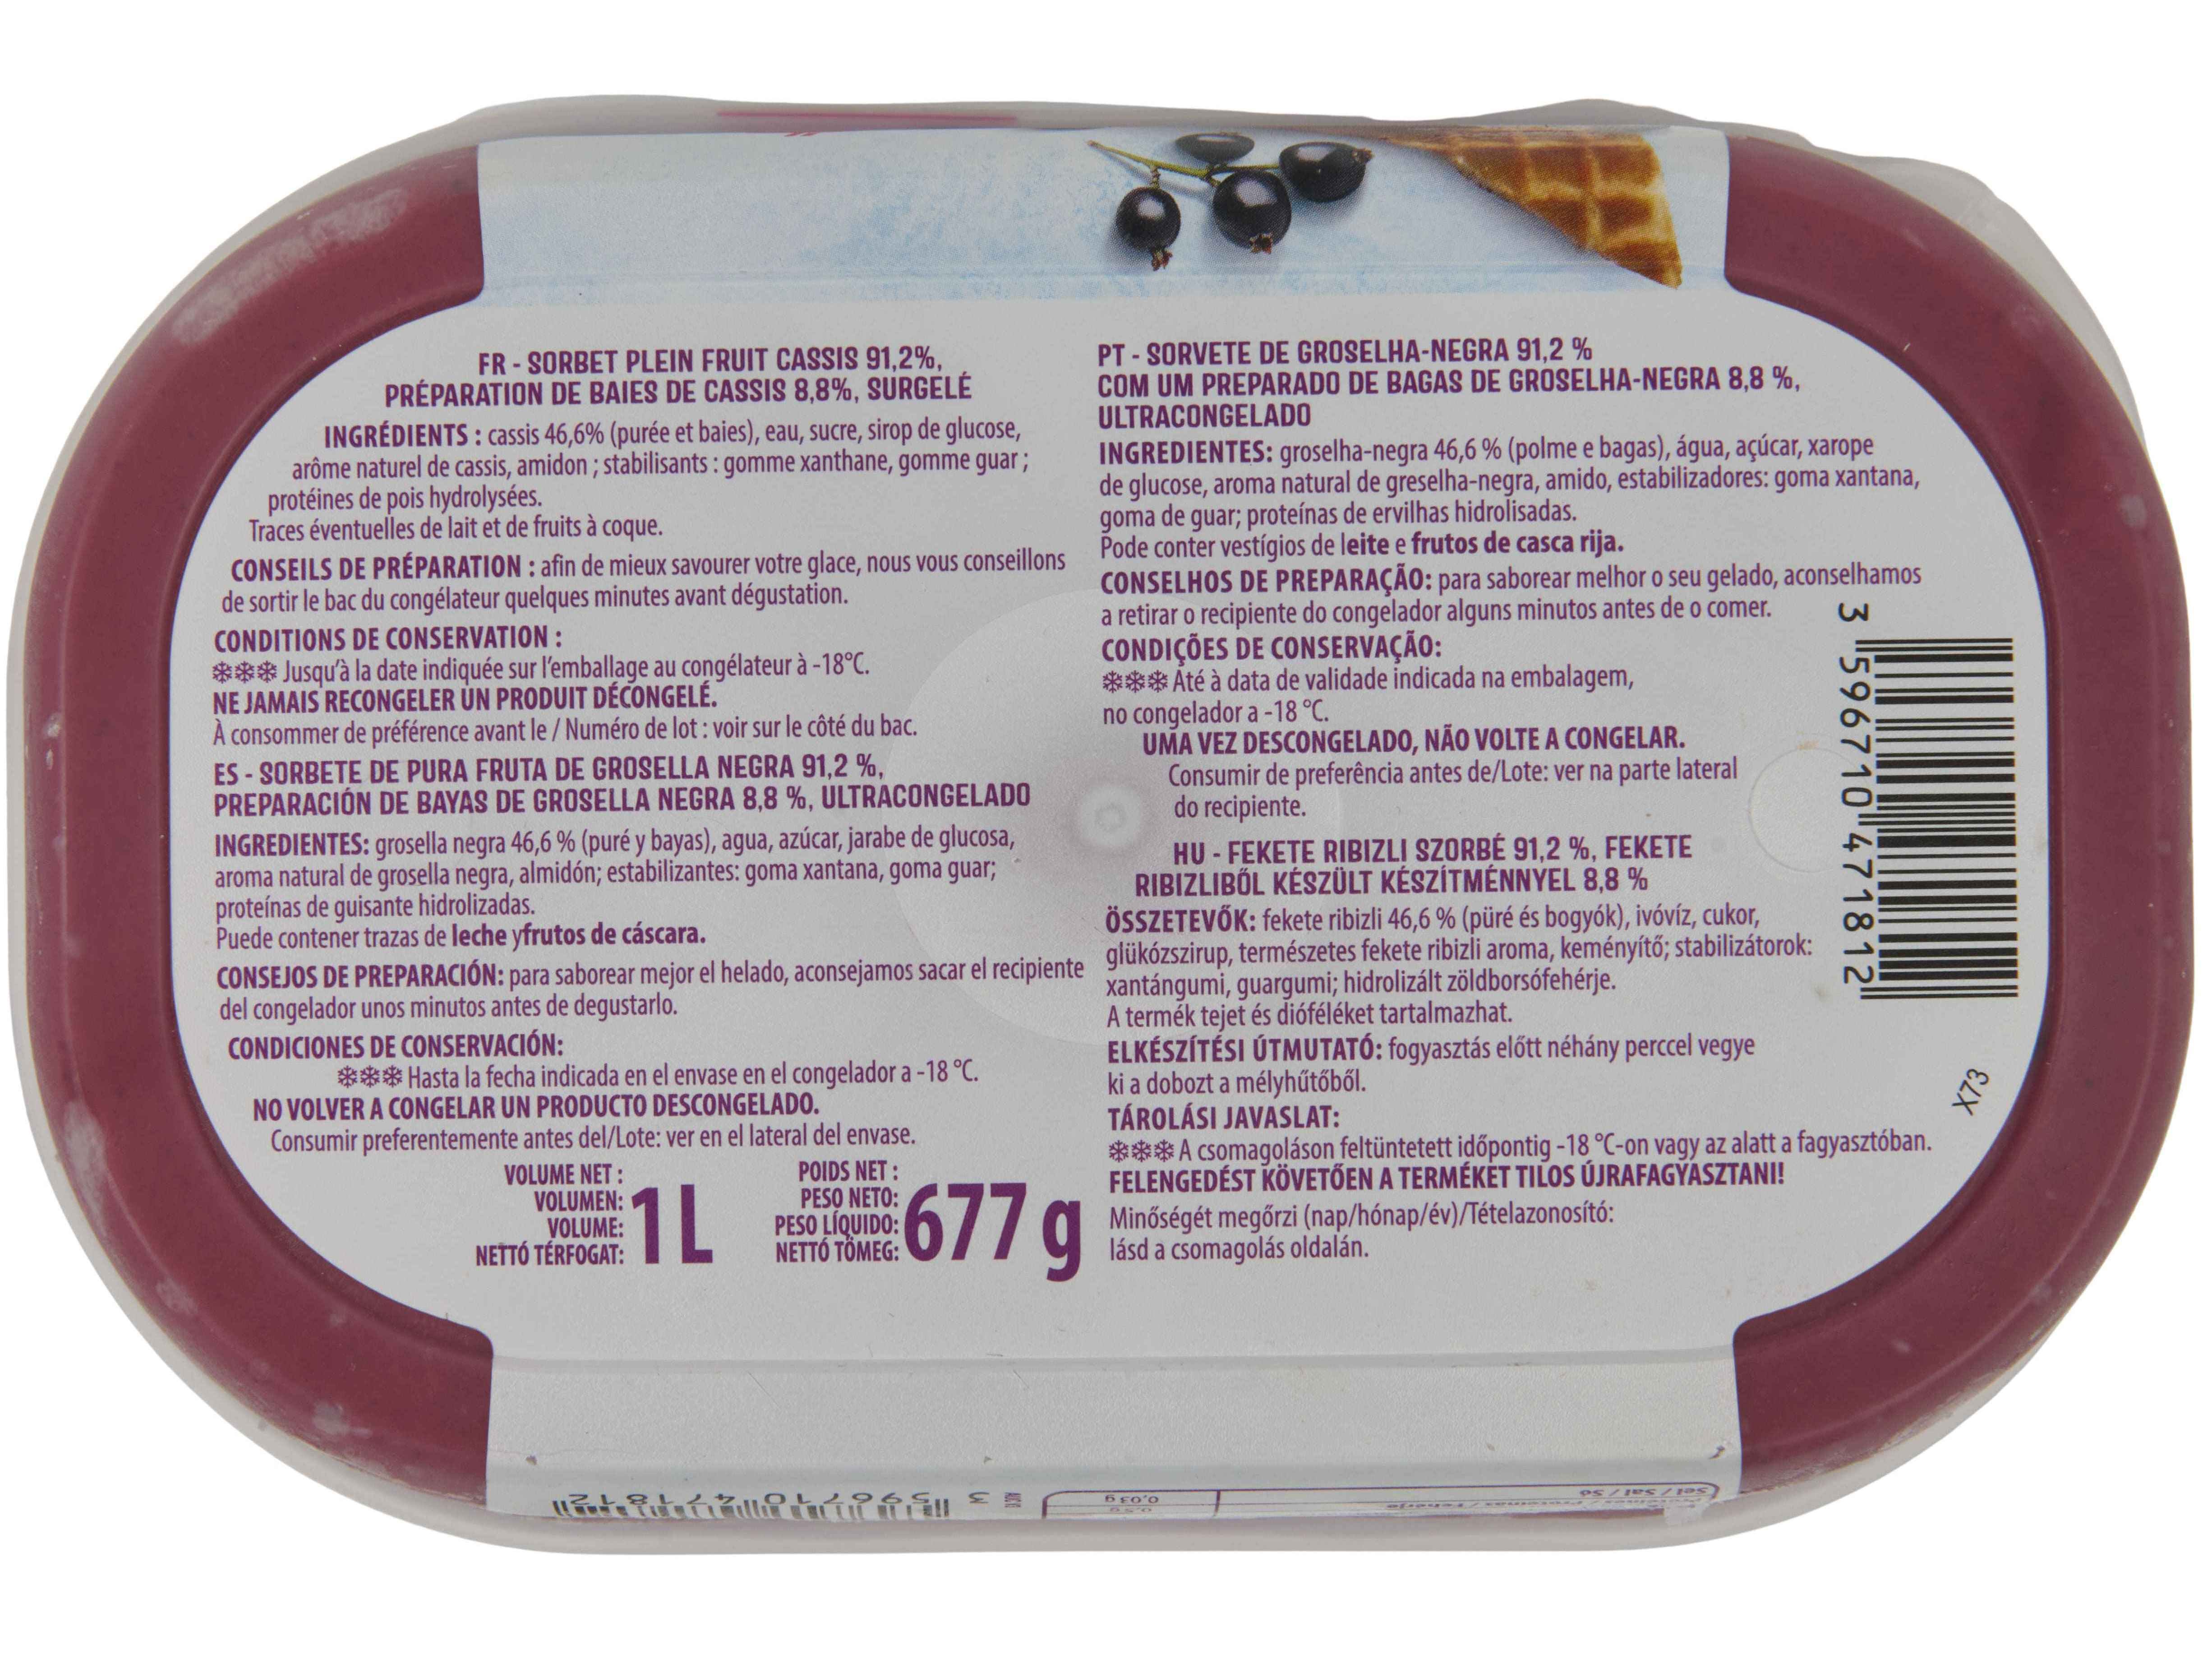 FR - SORBET PLEIN FRUIT CASSIS 91,2%,
PRÉPARATION DE BAIES DE CASSIS 8,8%, SURGELÉ
INGRÉDIENTS : cassis 46,6% (purée et baies), eau, sucre, sirop de glucose,
arôme naturel de cassis, amidon ; stabilisants : gomme xanthane, gomme guar ;
protéines de pois hydrolysées.
Traces éventuelles de lait et de fruits à coque.
CONSEILS DE PRÉPARATION : afin de mieux savourer votre glace, nous vous conseillons
de sortir le bac du congélateur quelques minutes avant dégustation.
CONDITIONS DE CONSERVATION :
❄❄❄ Jusqu'à la date indiquée sur l'emballage au congélateur à -18°C.
NE JAMAIS RECONGELER UN PRODUIT DÉCONGELÉ.
À consommer de préférence avant le / Numéro de lot : voir sur le côté du bac.
ES - SORBETE DE PURA FRUTA DE GROSELLA NEGRA 91,2 %,
PREPARACIÓN DE BAYAS DE GROSELLA NEGRA 8,8 %, ULTRACONGELADO
INGREDIENTES: grosella negra 46,6 % (puré y bayas), agua, azúcar, jarabe de glucosa,
aroma natural de grosella negra, almidón; estabilizantes: goma xantana, goma guar;
proteínas de guisante hidrolizadas.
Puede contener trazas de leche yfrutos de cáscara.
CONSEJOS DE PREPARACIÓN: para saborear mejor el helado, aconsejamos sacar el recipiente
del congelador unos minutos antes de degustarlo.
CONDICIONES DE CONSERVACIÓN:
❄❄❄ Hasta la fecha indicada en el envase en el congelador a -18 °C.
NO VOLVER A CONGELAR UN PRODUCTO DESCONGELADO.
Consumir preferentemente antes del/Lote: ver en el lateral del envase.
VOLUME NET :
VOLUMEN:
VOLUME:
NETTÓ TÉRFOGAT:
1 L
POIDS NET :
PESO NETO:
PESO LÍQUIDO:
NETTÓ TÖMEG:
677 g
PT - SORVETE DE GROSELHA-NEGRA 91,2 %
COM UM PREPARADO DE BAGAS DE GROSELHA-NEGRA 8,8 %,
ULTRACONGELADO
INGREDIENTES: groselha-negra 46,6 % (polme e bagas), água, açúcar, xarope
de glucose, aroma natural de greselha-negra, amido, estabilizadores: goma xantana,
goma de guar; proteínas de ervilhas hidrolisadas.
Pode conter vestígios de leite e frutos de casca rija.
CONSELHOS DE PREPARAÇÃO: para saborear melhor o seu gelado, aconselhamos
a retirar o recipiente do congelador alguns minutos antes de o comer.
CONDIÇÕES DE CONSERVAÇÃO:
❄❄❄ Até à data de validade indicada na embalagem,
no congelador a -18 °C.
UMA VEZ DESCONGELADO, NÃO VOLTE A CONGELAR.
Consumir de preferência antes de/Lote: ver na parte lateral
do recipiente.
HU - FEKETE RIBIZLI SZORBÉ 91,2 %, FEKETE
RIBIZLIBŐL KÉSZÜLT KÉSZÍTMÉNNYEL 8,8 %
ÖSSZETEVŐK: fekete ribizli 46,6 % (püré és bogyók), ivóvíz, cukor,
glükózszirup, természetes fekete ribizli aroma, keményítő; stabilizátorok:
xantángumi, guargumi; hidrolizált zöldborsófehérje.
A termék tejet és dióféléket tartalmazhat.
ELKÉSZÍTÉSI ÚTMUTATÓ: fogyasztás előtt néhány perccel vegye
ki a dobozt a mélyhűtőből.
TÁROLÁSI JAVASLAT:
❄❄❄ A csomagoláson feltüntetett időpontig -18 °C-on vagy az alatt a fagyasztóban.
FELENGEDÉST KÖVETŐEN A TERMÉKET TILOS ÚJRAFAGYASZTANI!
Minőségét megőrzi (nap/hónap/év)/Tételazonosító:
lásd a csomagolás oldalán.
3 596710 471812
X73
3 596710 471812
Sel / Sal / Só 0,03 g